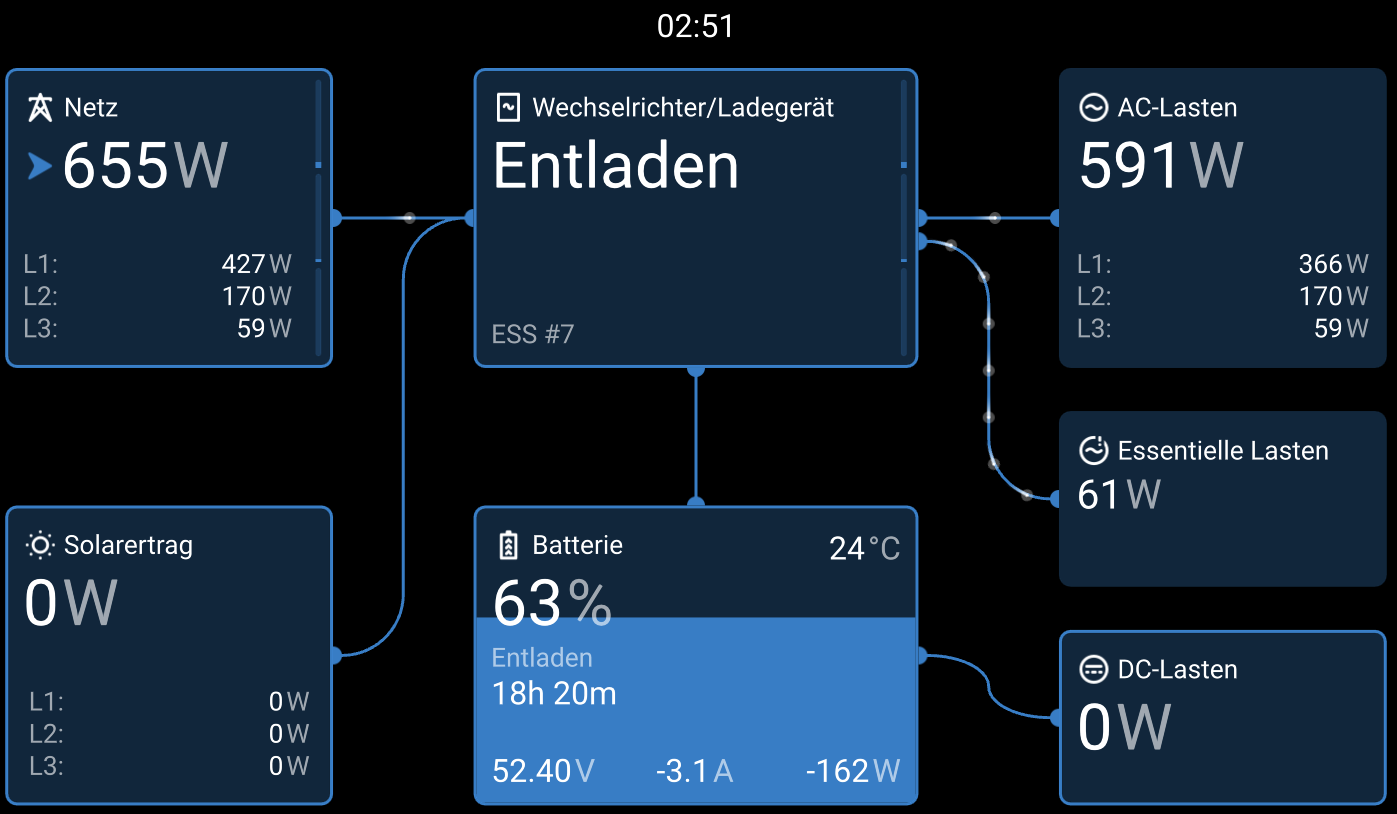 02:51
Netz
655W
L1: 427W
L2: 170W
L3: 59W
Wechselrichter/Ladegerät
Entladen
ESS #7
AC-Lasten
591W
L1: 366W
L2: 170W
L3: 59W
Essentielle Lasten
61W
Solarertrag
0W
L1: 0W
L2: 0W
L3: 0W
Batterie 24°C
63%
Entladen
18h 20m
52.40V -3.1A -162W
DC-Lasten
0W